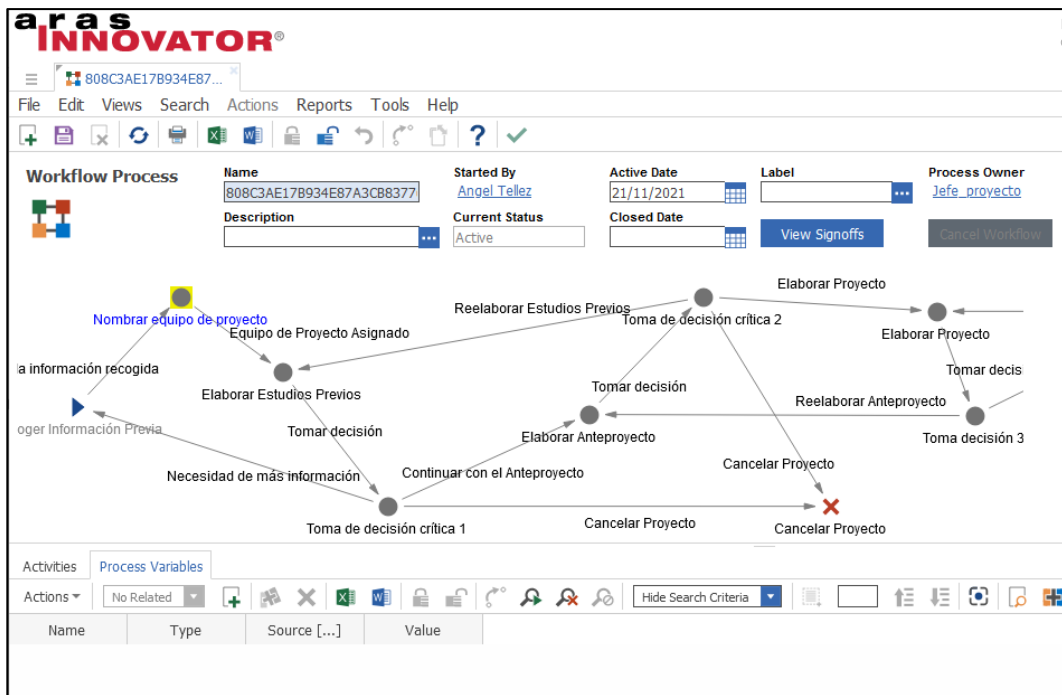 aras
INNOVATOR®
808C3AE17B934E87...
File Edit Views Search Actions Reports Tools Help
Workflow Process
Name
808C3AE17B934E87A3CB8377
Started By
Angel Tellez
Active Date
21/11/2021
Label
Process Owner
Jefe_proyecto
Description
Current Status
Active
Closed Date
View Signoffs
Cancel Workflow
Elaborar Proyecto
Nombrar equipo de proyecto
Reelaborar Estudios Previos
Toma de decisión crítica 2
Equipo de Proyecto Asignado
Elaborar Proyecto
la información recogida
Tomar decis
Elaborar Estudios Previos
Tomar decisión
Reelaborar Anteproyecto
oger Información Previa
Tomar decisión
Elaborar Anteproyecto
Toma decisión 3
Necesidad de más información
Continuar con el Anteproyecto
Cancelar Proyecto
Toma de decisión crítica 1
Cancelar Proyecto
Cancelar Proyecto
Activities Process Variables
Actions No Related Hide Search Criteria
Name Type Source [...] Value